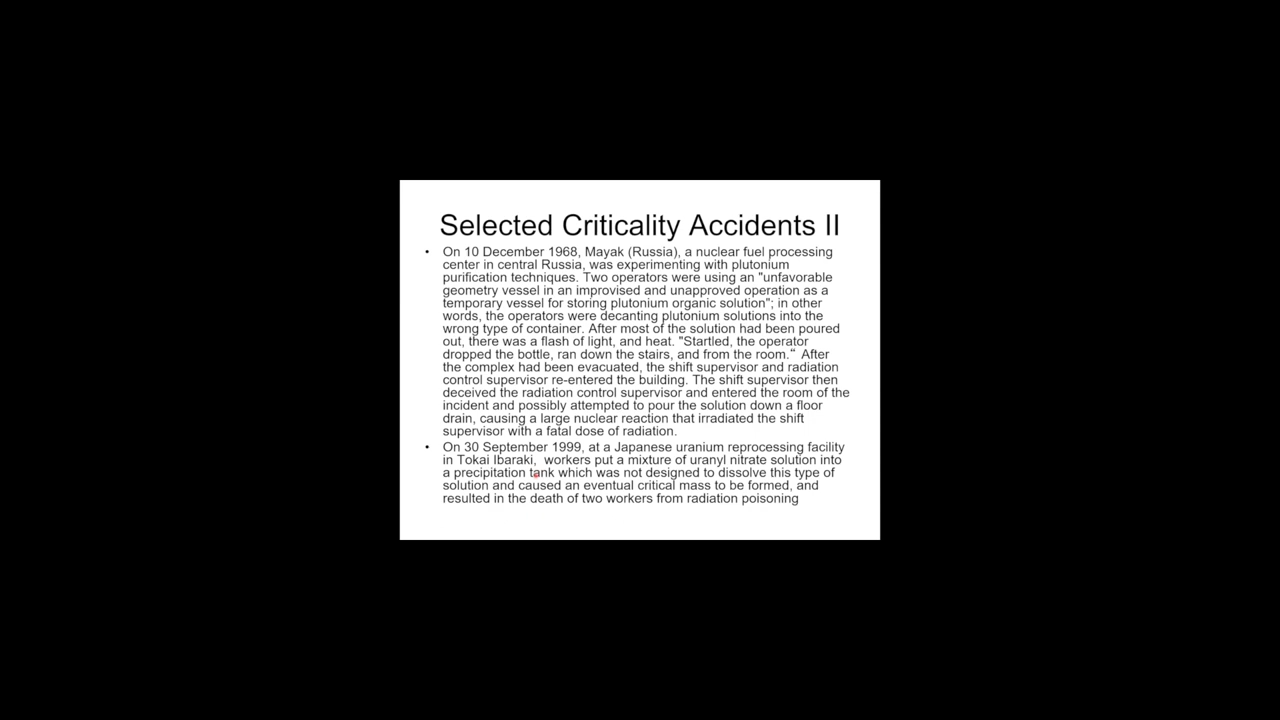 Selected Criticality Accidents II
• On 10 December 1968, Mayak (Russia), a nuclear fuel processing
center in central Russia, was experimenting with plutonium
purification techniques. Two operators were using an "unfavorable
geometry vessel in an improvised and unapproved operation as a
temporary vessel for storing plutonium organic solution"; in other
words, the operators were decanting plutonium solutions into the
wrong type of container. After most of the solution had been poured
out, there was a flash of light, and heat. "Startled, the operator
dropped the bottle, ran down the stairs, and from the room.“ After
the complex had been evacuated, the shift supervisor and radiation
control supervisor re-entered the building. The shift supervisor then
deceived the radiation control supervisor and entered the room of the
incident and possibly attempted to pour the solution down a floor
drain, causing a large nuclear reaction that irradiated the shift
supervisor with a fatal dose of radiation.
• On 30 September 1999, at a Japanese uranium reprocessing facility
in Tokai Ibaraki,  workers put a mixture of uranyl nitrate solution into
a precipitation tank which was not designed to dissolve this type of
solution and caused an eventual critical mass to be formed, and
resulted in the death of two workers from radiation poisoning